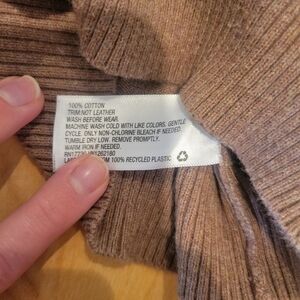 100% COTTON
TRIM NOT LEATHER
WASH BEFORE WEAR.
MACHINE WASH COLD WITH LIKE COLORS. GENTLE
CYCLE. ONLY NON-CHLORINE BLEACH IF NEEDED.
TUMBLE DRY LOW. REMOVE PROMPTLY.
WARM IRON IF NEEDED.
100% RECYCLED PLASTIC